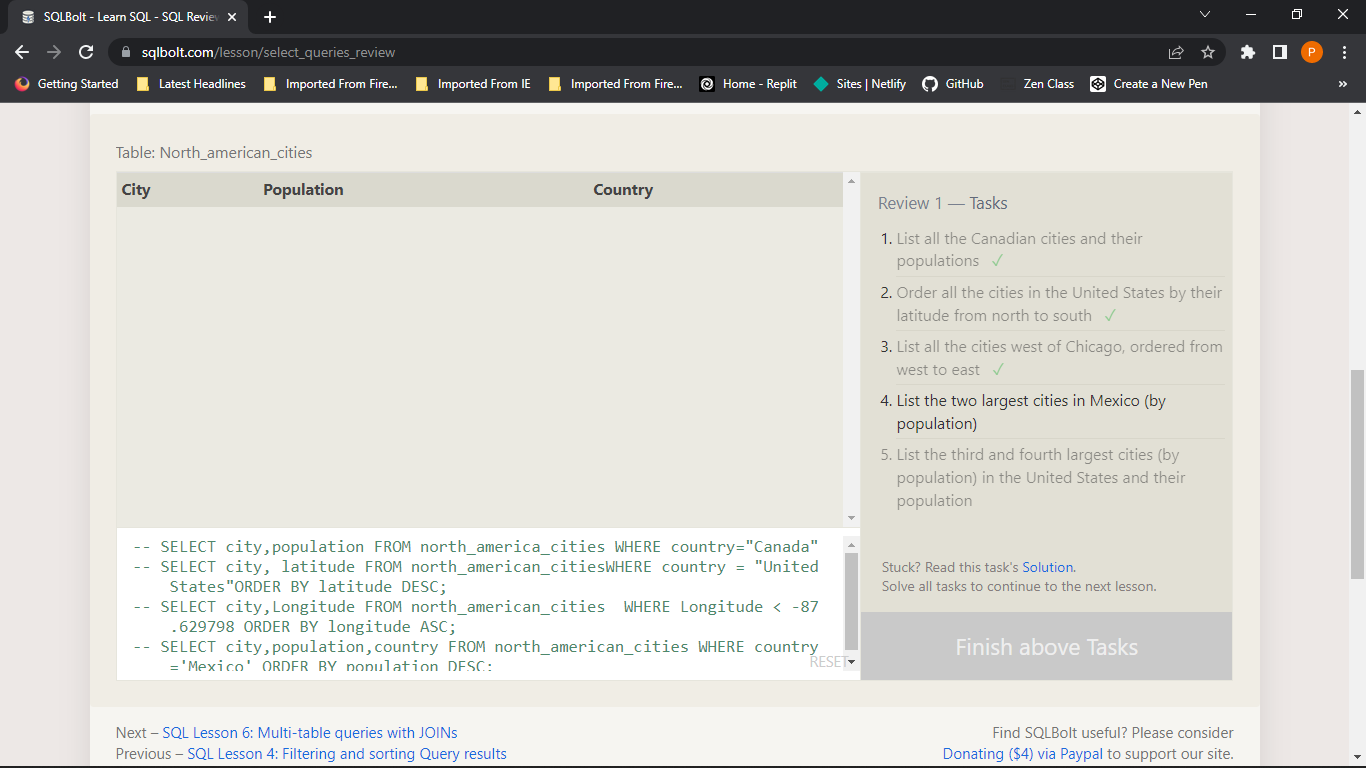 SQLBolt - Learn SQL - SQL Review
sqlbolt.com/lesson/select_queries_review
P
Getting Started
Latest Headlines
Imported From Fire...
Imported From IE
Imported From Fire...
Home - Replit
Sites | Netlify
GitHub
Zen Class
Create a New Pen
»
Table: North_american_cities
City Population Country
Review 1 — Tasks
1. List all the Canadian cities and their
populations ✓
2. Order all the cities in the United States by their
latitude from north to south ✓
3. List all the cities west of Chicago, ordered from
west to east ✓
4. List the two largest cities in Mexico (by
population)
5. List the third and fourth largest cities (by
population) in the United States and their
population
-- SELECT city,population FROM north_america_cities WHERE country="Canada"
-- SELECT city, latitude FROM north_american_citiesWHERE country = "United
States"ORDER BY latitude DESC;
-- SELECT city,Longitude FROM north_american_cities  WHERE Longitude < -87
.629798 ORDER BY longitude ASC;
-- SELECT city,population,country FROM north_american_cities WHERE country
='Mexico' ORDER BY population DESC;
RESET
Stuck? Read this task's Solution.
Solve all tasks to continue to the next lesson.
Finish above Tasks
Next – SQL Lesson 6: Multi-table queries with JOINs
Previous – SQL Lesson 4: Filtering and sorting Query results
Find SQLBolt useful? Please consider
Donating ($4) via Paypal to support our site.